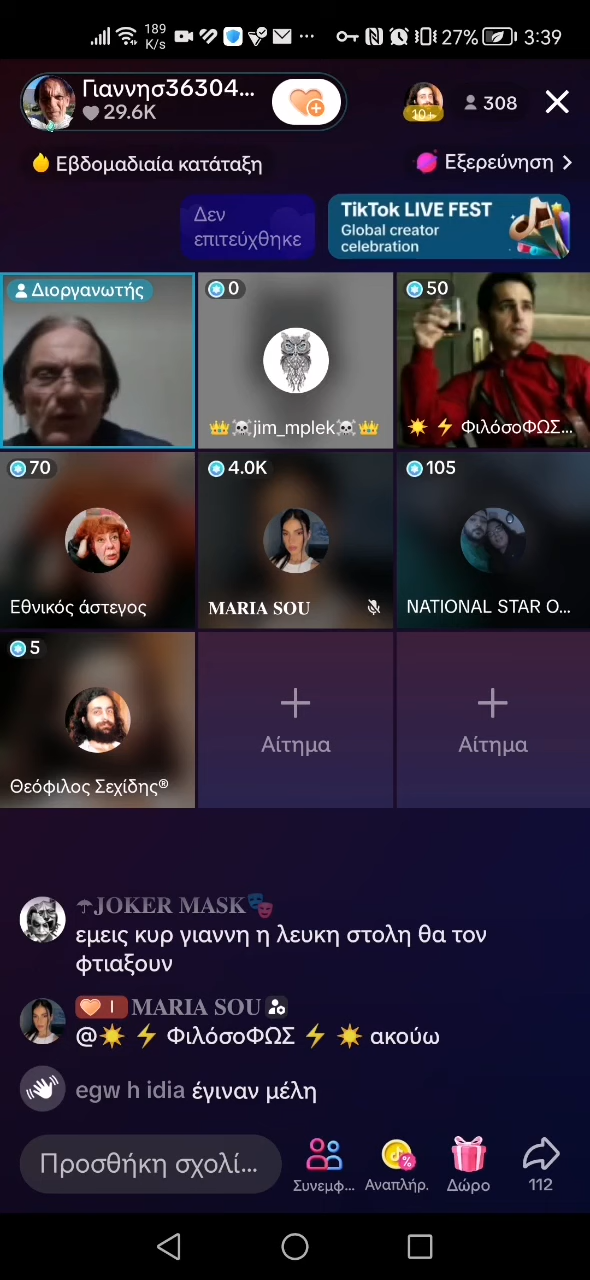 189
K/s
27%
3:39
Γιαννησ36304...
29.6K
10+
308
Εβδομαδιαία κατάταξη
Εξερεύνηση
Δεν
επιτεύχθηκε
TikTok LIVE FEST
Global creator
celebration
Διοργανωτής
0
50
👑☠️jim_mplek☠️👑
☀️⚡ ΦιλόσοΦΩΣ...
70
4.0K
105
Εθνικός άστεγος
MARIA SOU
NATIONAL STAR O...
5
Αίτημα
Αίτημα
Θεόφιλος Σεχίδης®
☂JOKER MASK🎭
εμεις κυρ γιαννη η λευκη στολη θα τον
φτιαξουν
I MARIA SOU
@☀️ ⚡ ΦιλόσοΦΩΣ ⚡ ☀️ ακούω
egw h idia έγιναν μέλη
Προσθήκη σχολί...
Συνεμφ...
Αναπλήρ.
Δώρο
112